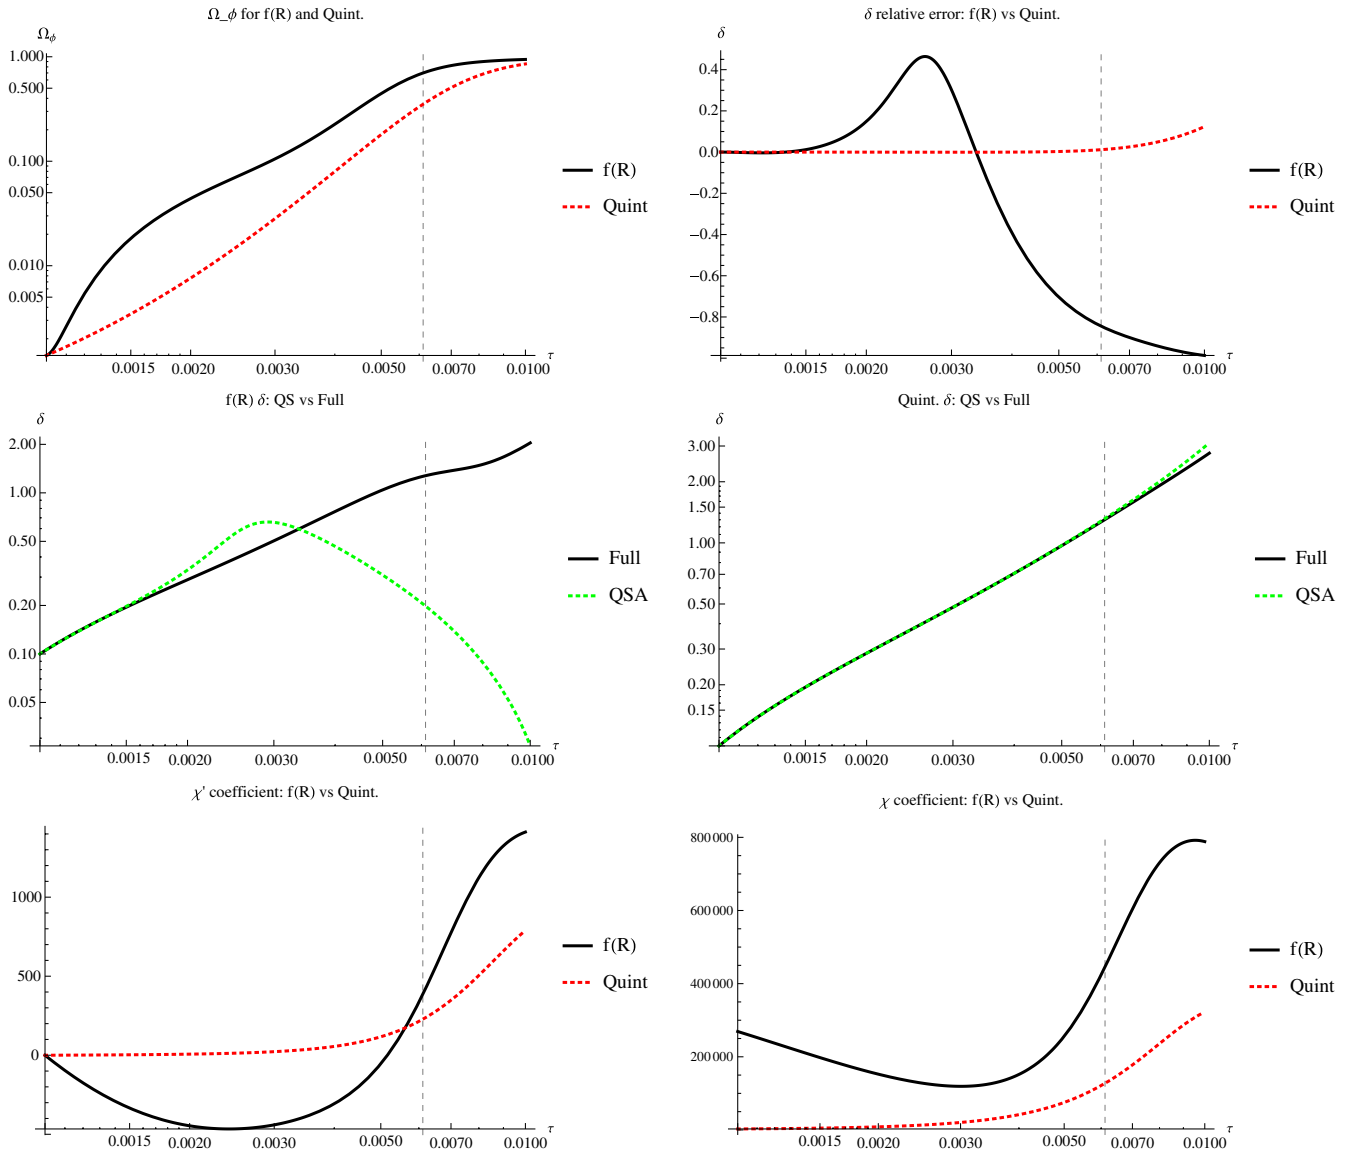 Ω_ϕ for f(R) and Quint.
Ωϕ
1.000
0.500
0.100
0.050
0.010
0.005
0.0015 0.0020 0.0030 0.0050 0.0070 0.0100
τ
f(R)
Quint
δ relative error: f(R) vs Quint.
δ
0.4
0.2
0.0
−0.2
−0.4
−0.6
−0.8
0.0015 0.0020 0.0030 0.0050 0.0070 0.0100
τ
f(R)
Quint
f(R) δ: QS vs Full
δ
2.00
1.00
0.50
0.20
0.10
0.05
0.0015 0.0020 0.0030 0.0050 0.0070 0.0100
τ
Full
QSA
Quint. δ: QS vs Full
δ
3.00
2.00
1.50
1.00
0.70
0.50
0.30
0.20
0.15
0.0015 0.0020 0.0030 0.0050 0.0070 0.0100
τ
Full
QSA
χ' coefficient: f(R) vs Quint.
1000
500
0
0.0015 0.0020 0.0030 0.0050 0.0070 0.0100
τ
f(R)
Quint
χ coefficient: f(R) vs Quint.
800000
600000
400000
200000
0.0015 0.0020 0.0030 0.0050 0.0070 0.0100
τ
f(R)
Quint